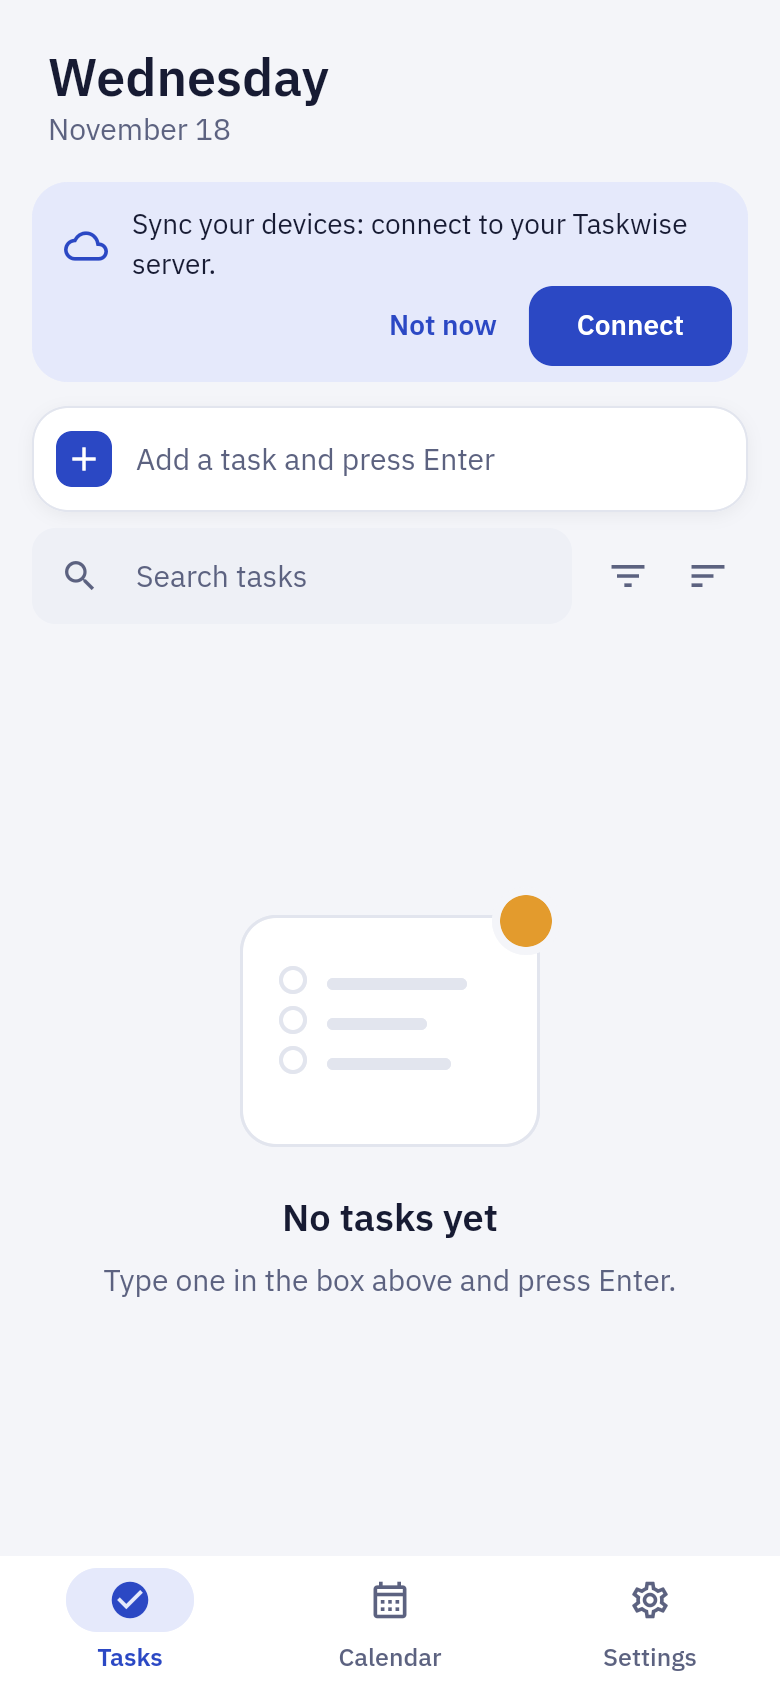 Wednesday
November 18
Sync your devices: connect to your Taskwise
server.
Not now
Connect
Add a task and press Enter
Search tasks
No tasks yet
Type one in the box above and press Enter.
Tasks
Calendar
Settings